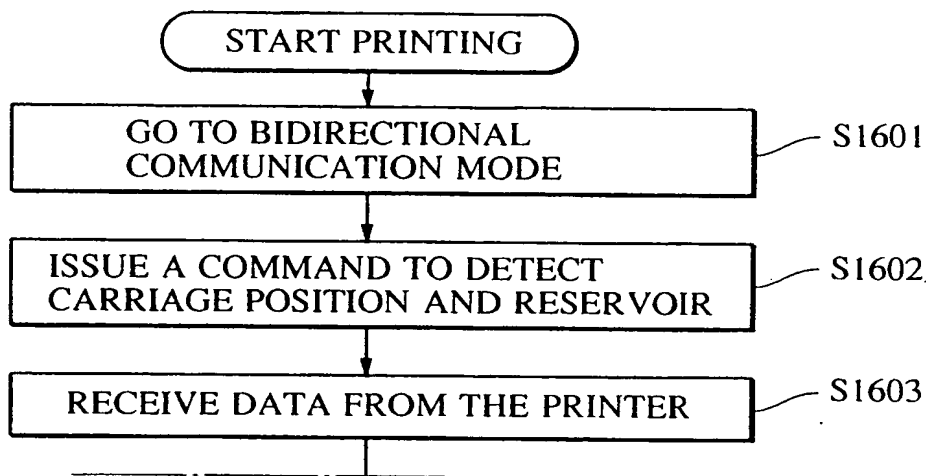 START PRINTING
GO TO BIDIRECTIONAL
COMMUNICATION MODE
S1601
ISSUE A COMMAND TO DETECT
CARRIAGE POSITION AND RESERVOIR
S1602
RECEIVE DATA FROM THE PRINTER
S1603